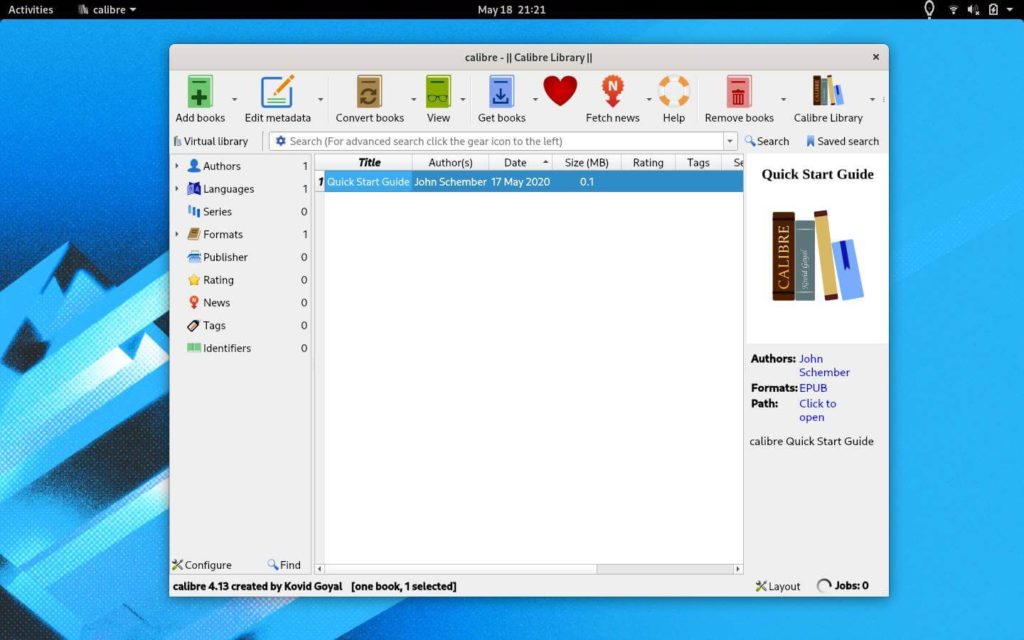 Activities calibre May 18 21:21
calibre - || Calibre Library ||
Add books Edit metadata Convert books View Get books Fetch news Help Remove books Calibre Library
Virtual library Search (For advanced search click the gear icon to the left) Search Saved search
Authors 1
Languages 1
Series 0
Formats 1
Publisher 0
Rating 0
News 0
Tags 0
Identifiers 0
Title Author(s) Date Size (MB) Rating Tags Se
1 Quick Start Guide John Schember 17 May 2020 0.1
Quick Start Guide
CALIBRE
Kovid Goyal
Authors: John
Schember
Formats: EPUB
Path: Click to
open
calibre Quick Start Guide
Configure Find
calibre 4.13 created by Kovid Goyal [one book, 1 selected] Layout Jobs: 0